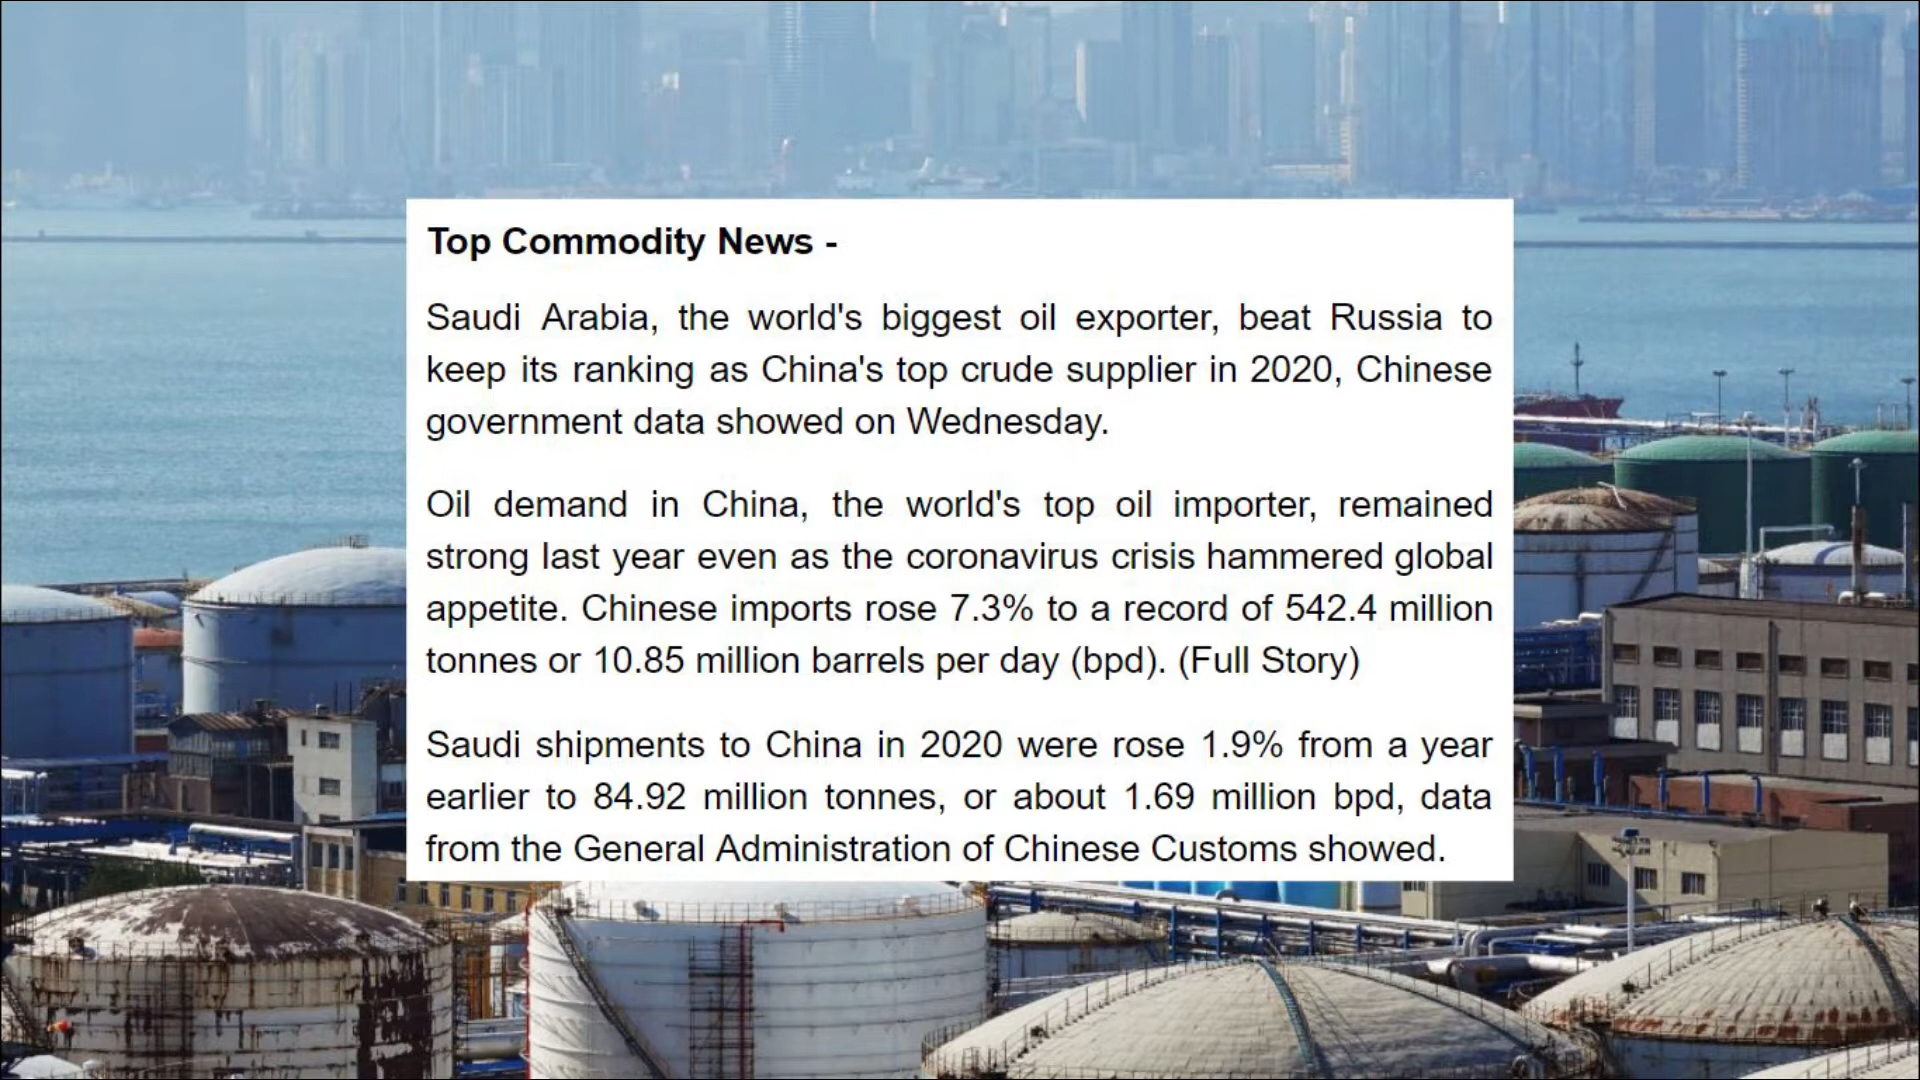 Top Commodity News -
Saudi Arabia, the world's biggest oil exporter, beat Russia to
keep its ranking as China's top crude supplier in 2020, Chinese
government data showed on Wednesday.
Oil demand in China, the world's top oil importer, remained
strong last year even as the coronavirus crisis hammered global
appetite. Chinese imports rose 7.3% to a record of 542.4 million
tonnes or 10.85 million barrels per day (bpd). (Full Story)
Saudi shipments to China in 2020 were rose 1.9% from a year
earlier to 84.92 million tonnes, or about 1.69 million bpd, data
from the General Administration of Chinese Customs showed.